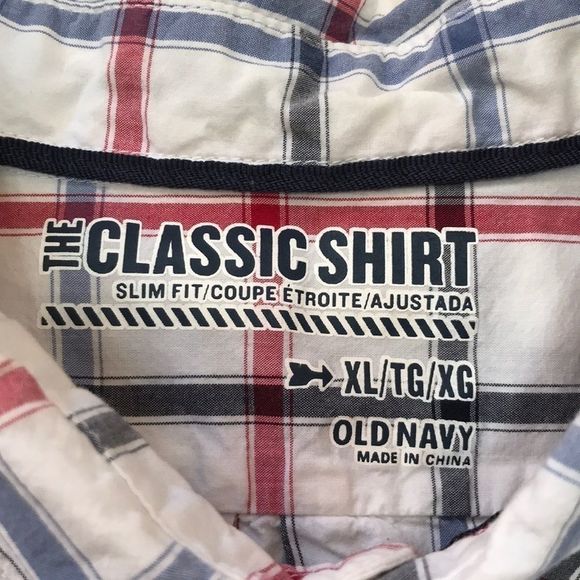 THE CLASSIC SHIRT
SLIM FIT/COUPE ÉTROITE/AJUSTADA
XL/TG/XG
OLD NAVY
MADE IN CHINA